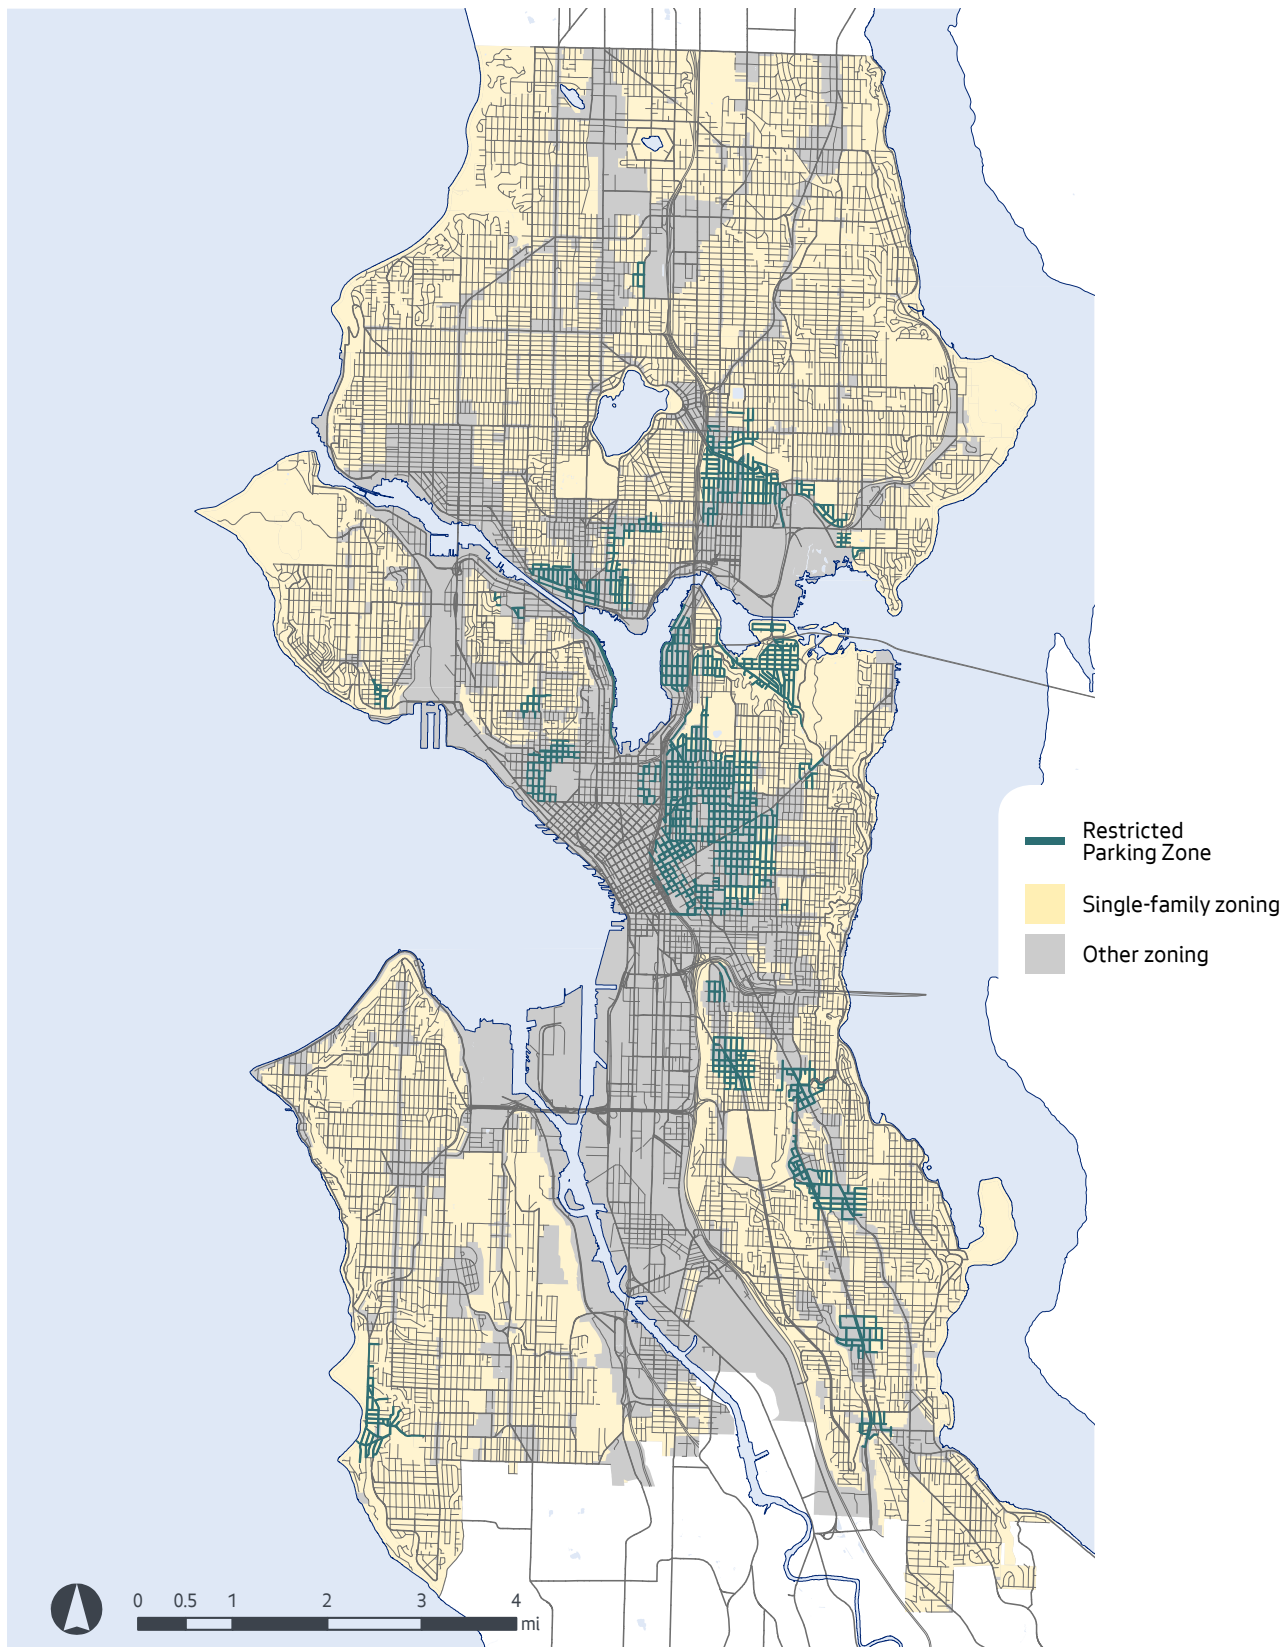 Restricted
Parking Zone
Single-family zoning
Other zoning
0 0.5 1 2 3 4
mi